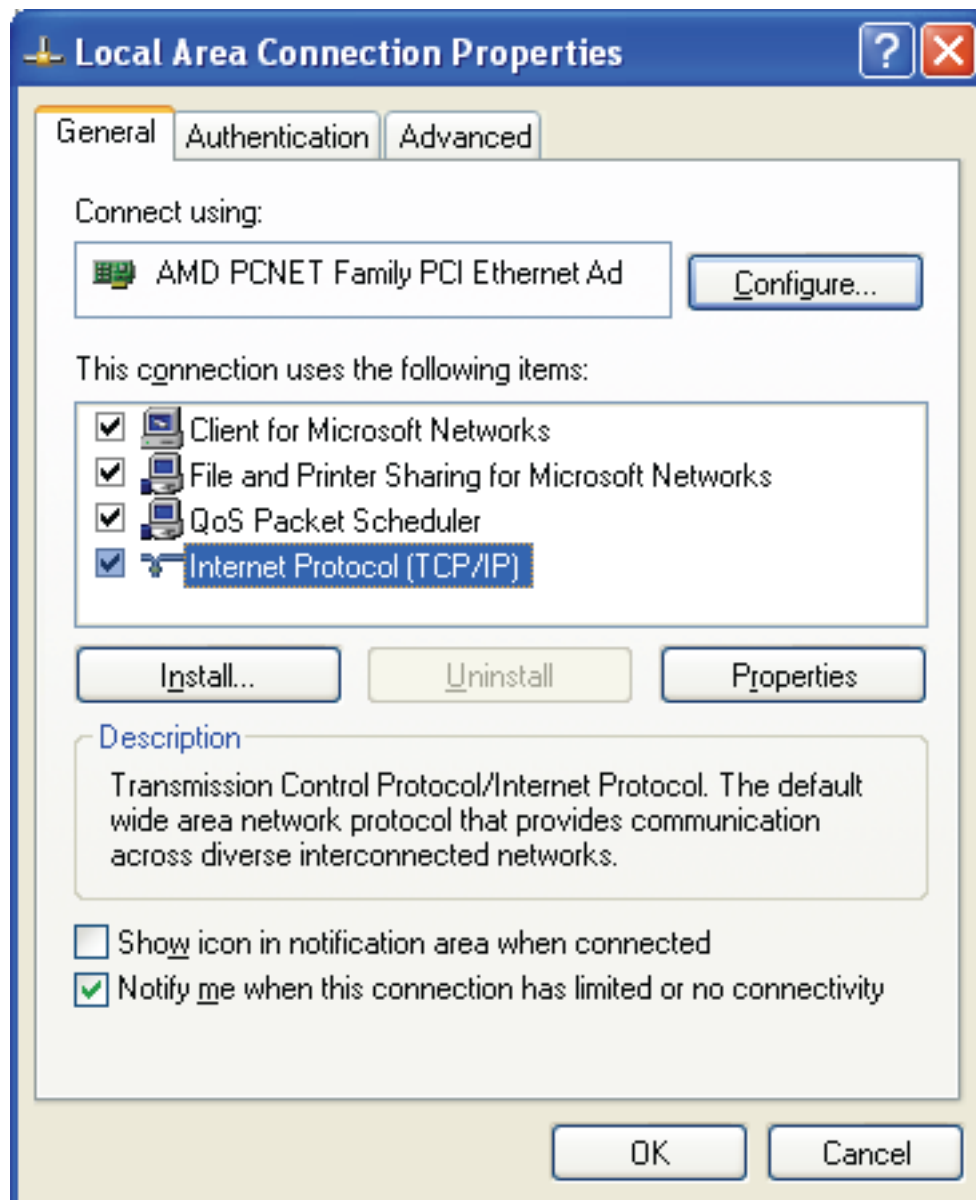 Local Area Connection Properties
?
General
Authentication
Advanced
Connect using:
AMD PCNET Family PCI Ethernet Ad
Configure...
This connection uses the following items:
Client for Microsoft Networks
File and Printer Sharing for Microsoft Networks
QoS Packet Scheduler
Internet Protocol (TCP/IP)
Install...
Uninstall
Properties
Description
Transmission Control Protocol/Internet Protocol. The default
wide area network protocol that provides communication
across diverse interconnected networks.
Show icon in notification area when connected
Notify me when this connection has limited or no connectivity
OK
Cancel